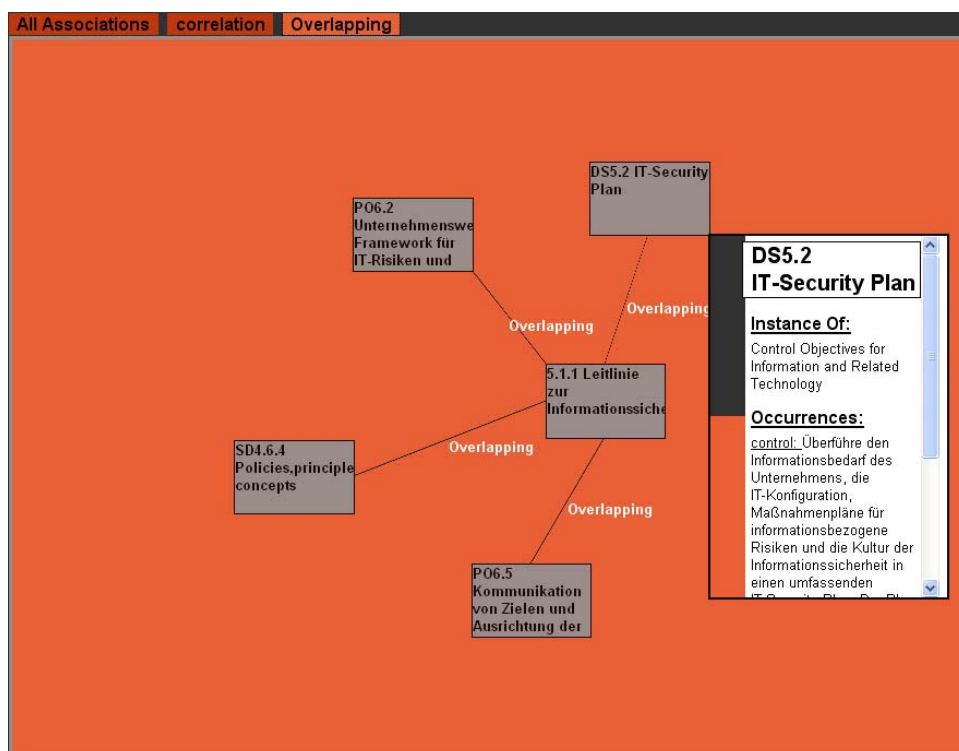 All Associations
correlation
Overlapping
DS5.2 IT-Security
Plan
PO6.2
Unternehmenswe
Framework für
IT-Risiken und
DS5.2
IT-Security Plan
Overlapping
Overlapping
Instance Of:
Control Objectives for
Information and Related
Technology
5.1.1 Leitlinie
zur
Informationssiche
Occurrences:
control: Überführe den
Informationsbedarf des
Unternehmens, die
IT-Konfiguration,
Maßnahmenpläne für
informationsbezogene
Risiken und die Kultur der
Informationssicherheit in
einen umfassenden
SD4.6.4
Policies,principle
concepts
Overlapping
Overlapping
PO6.5
Kommunikation
von Zielen und
Ausrichtung der